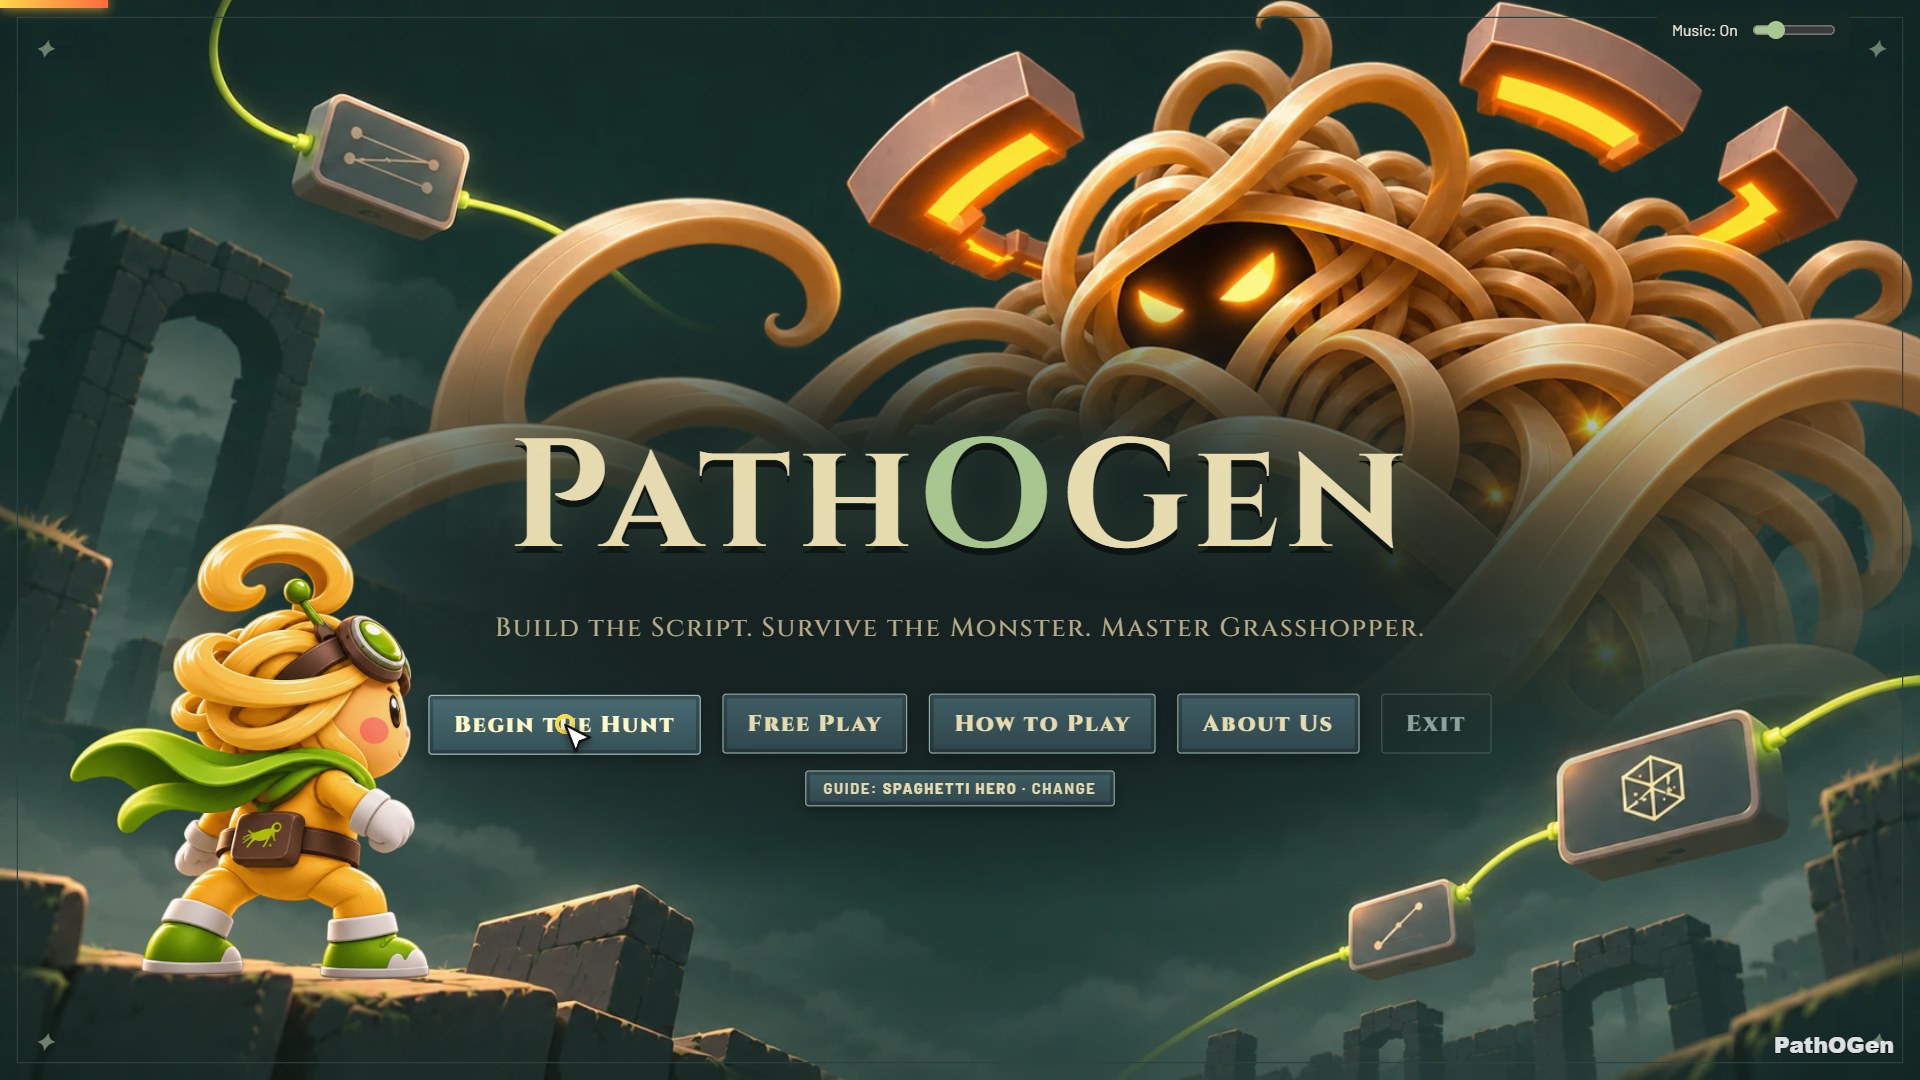 Music: On
PathOGen
Build the Script. Survive the Monster. Master Grasshopper.
Begin the Hunt
Free Play
How to Play
About Us
Exit
GUIDE: SPAGHETTI HERO · CHANGE
PathOGen